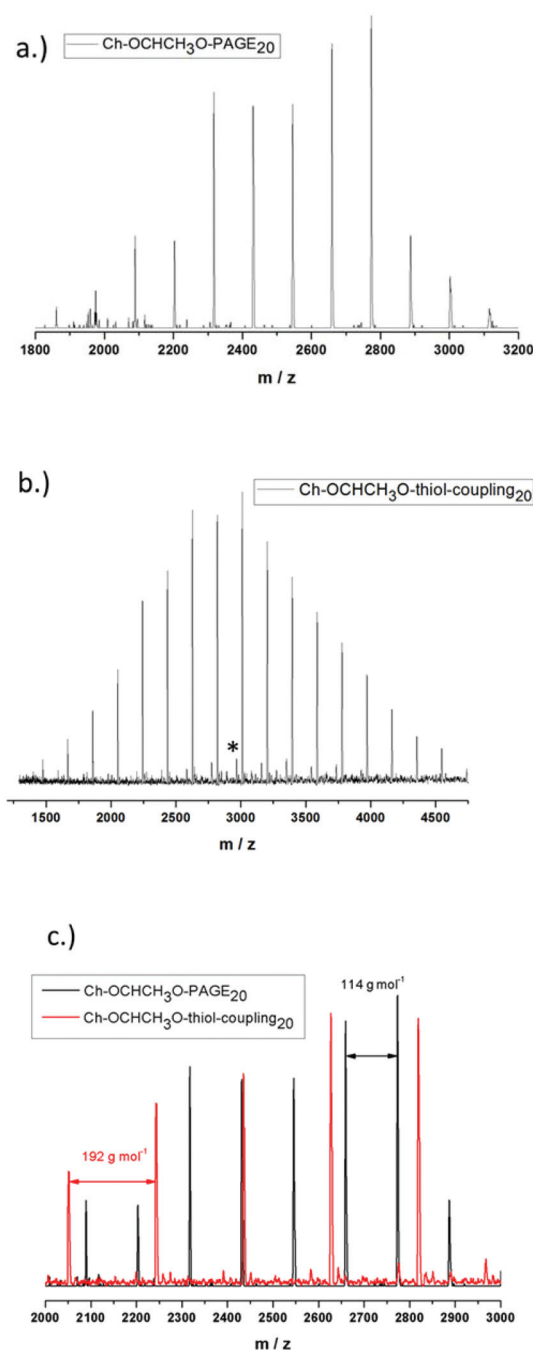 a.)
Ch-OCHCH₃O-PAGE₂₀
1800 2000 2200 2400 2600 2800 3000 3200
m / z
b.)
Ch-OCHCH₃O-thiol-coupling₂₀
*
1500 2000 2500 3000 3500 4000 4500
m / z
c.)
Ch-OCHCH₃O-PAGE₂₀
Ch-OCHCH₃O-thiol-coupling₂₀
114 g mol⁻¹
192 g mol⁻¹
2000 2100 2200 2300 2400 2500 2600 2700 2800 2900 3000
m / z